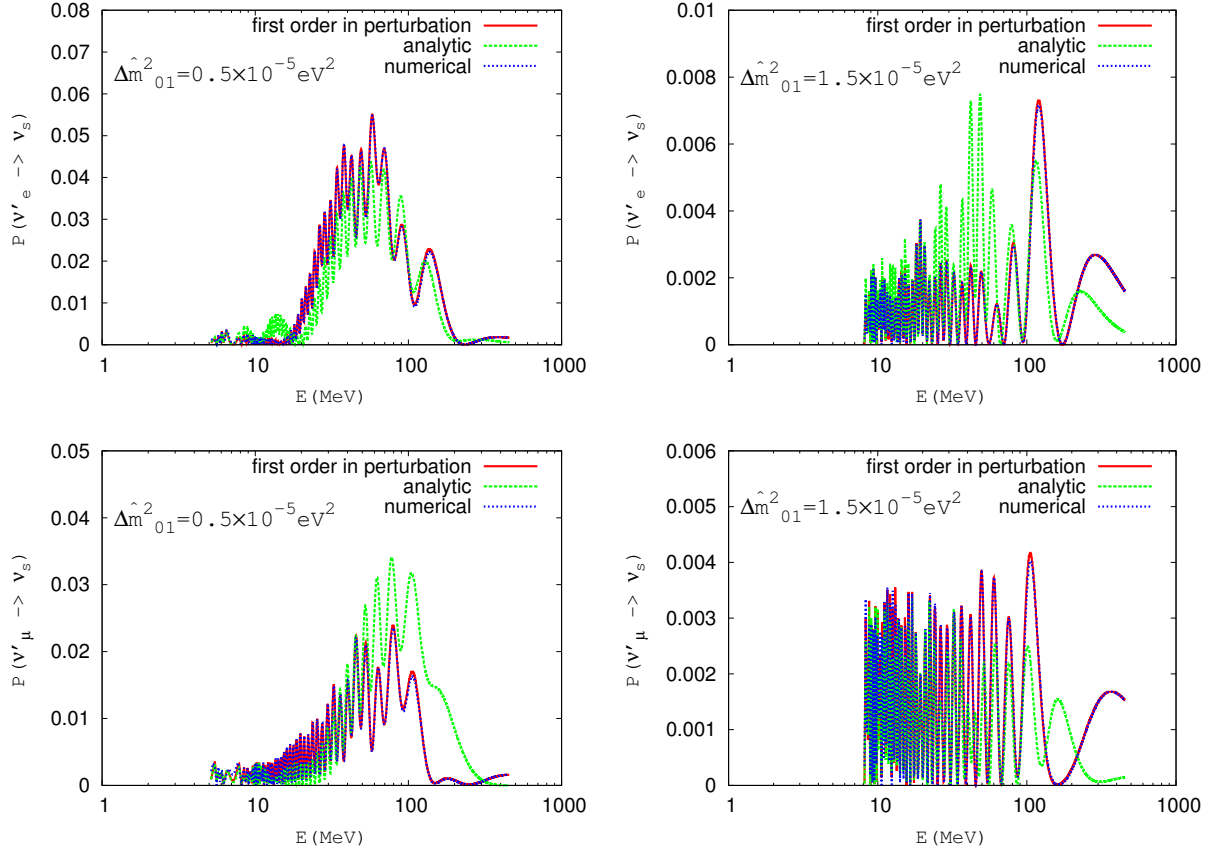 0.08
0.07
0.06
0.05
0.04
0.03
0.02
0.01
0
P(ν'e -> νs)
first order in perturbation
analytic
numerical
Δm̂²01=0.5×10⁻⁵eV²
1 10 100 1000
E(MeV)
0.01
0.008
0.006
0.004
0.002
0
P(ν'e -> νs)
first order in perturbation
analytic
numerical
Δm̂²01=1.5×10⁻⁵eV²
1 10 100 1000
E(MeV)
0.05
0.04
0.03
0.02
0.01
0
P(ν'μ -> νs)
first order in perturbation
analytic
numerical
Δm̂²01=0.5×10⁻⁵eV²
1 10 100 1000
E(MeV)
0.006
0.005
0.004
0.003
0.002
0.001
0
P(ν'μ -> νs)
first order in perturbation
analytic
numerical
Δm̂²01=1.5×10⁻⁵eV²
1 10 100 1000
E(MeV)